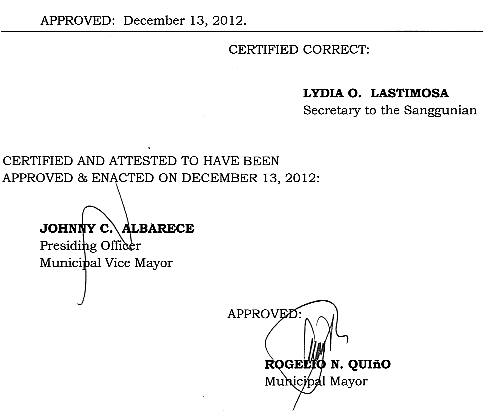 APPROVED: December 13, 2012.
CERTIFIED CORRECT:
LYDIA O. LASTIMOSA
Secretary to the Sanggunian
CERTIFIED AND ATTESTED TO HAVE BEEN
APPROVED & ENACTED ON DECEMBER 13, 2012:
JOHNNY C. ALBARECE
Presiding Officer
Municipal Vice Mayor
APPROVED:
ROGELIO N. QUIñO
Municipal Mayor